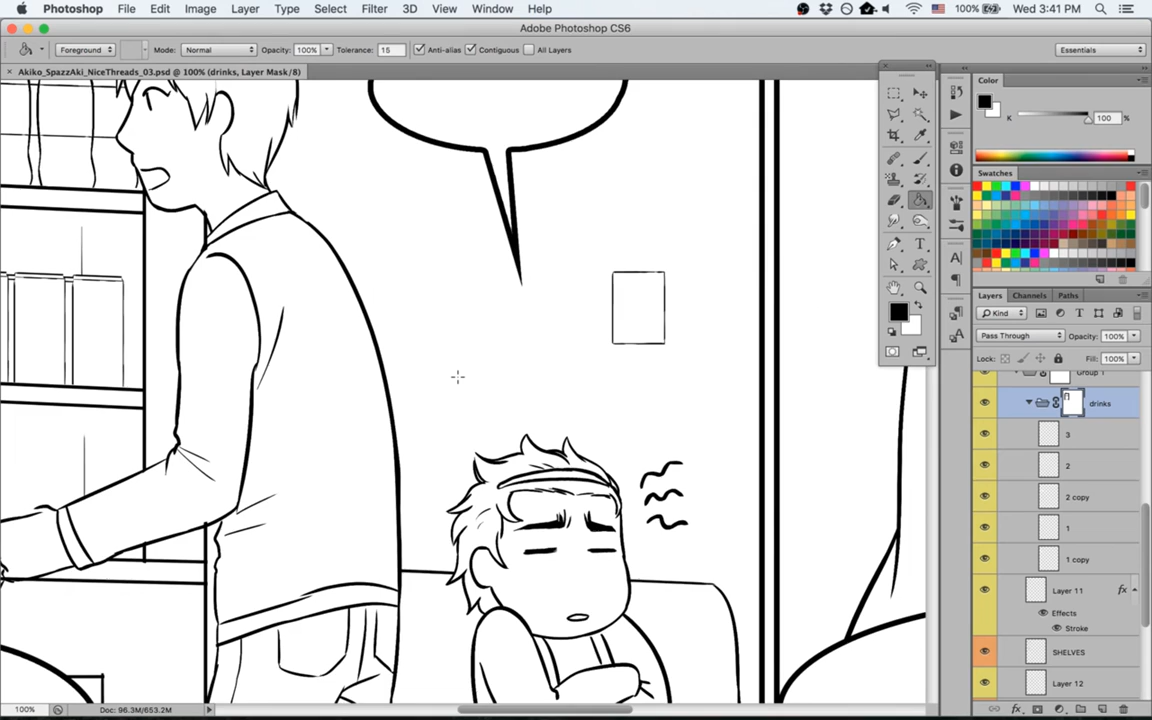 Photoshop File Edit Image Layer Type Select Filter 3D View Window Help 100% Wed 3:41 PM
Adobe Photoshop CS6
Foreground Mode: Normal Opacity: 100% Tolerance: 15 Anti-alias Contiguous All Layers Essentials
× Akiko_SpazzAki_NiceThreads_03.psd @ 100% (drinks, Layer Mask/8)
Color
K 100 %
Swatches
Layers Channels Paths
Kind
Pass Through Opacity: 100%
Lock: Fill: 100%
Group 1
drinks
3
2
2 copy
1
1 copy
Layer 11 fx
Effects
Stroke
SHELVES
Layer 12
100% Doc: 96.3M/653.2M